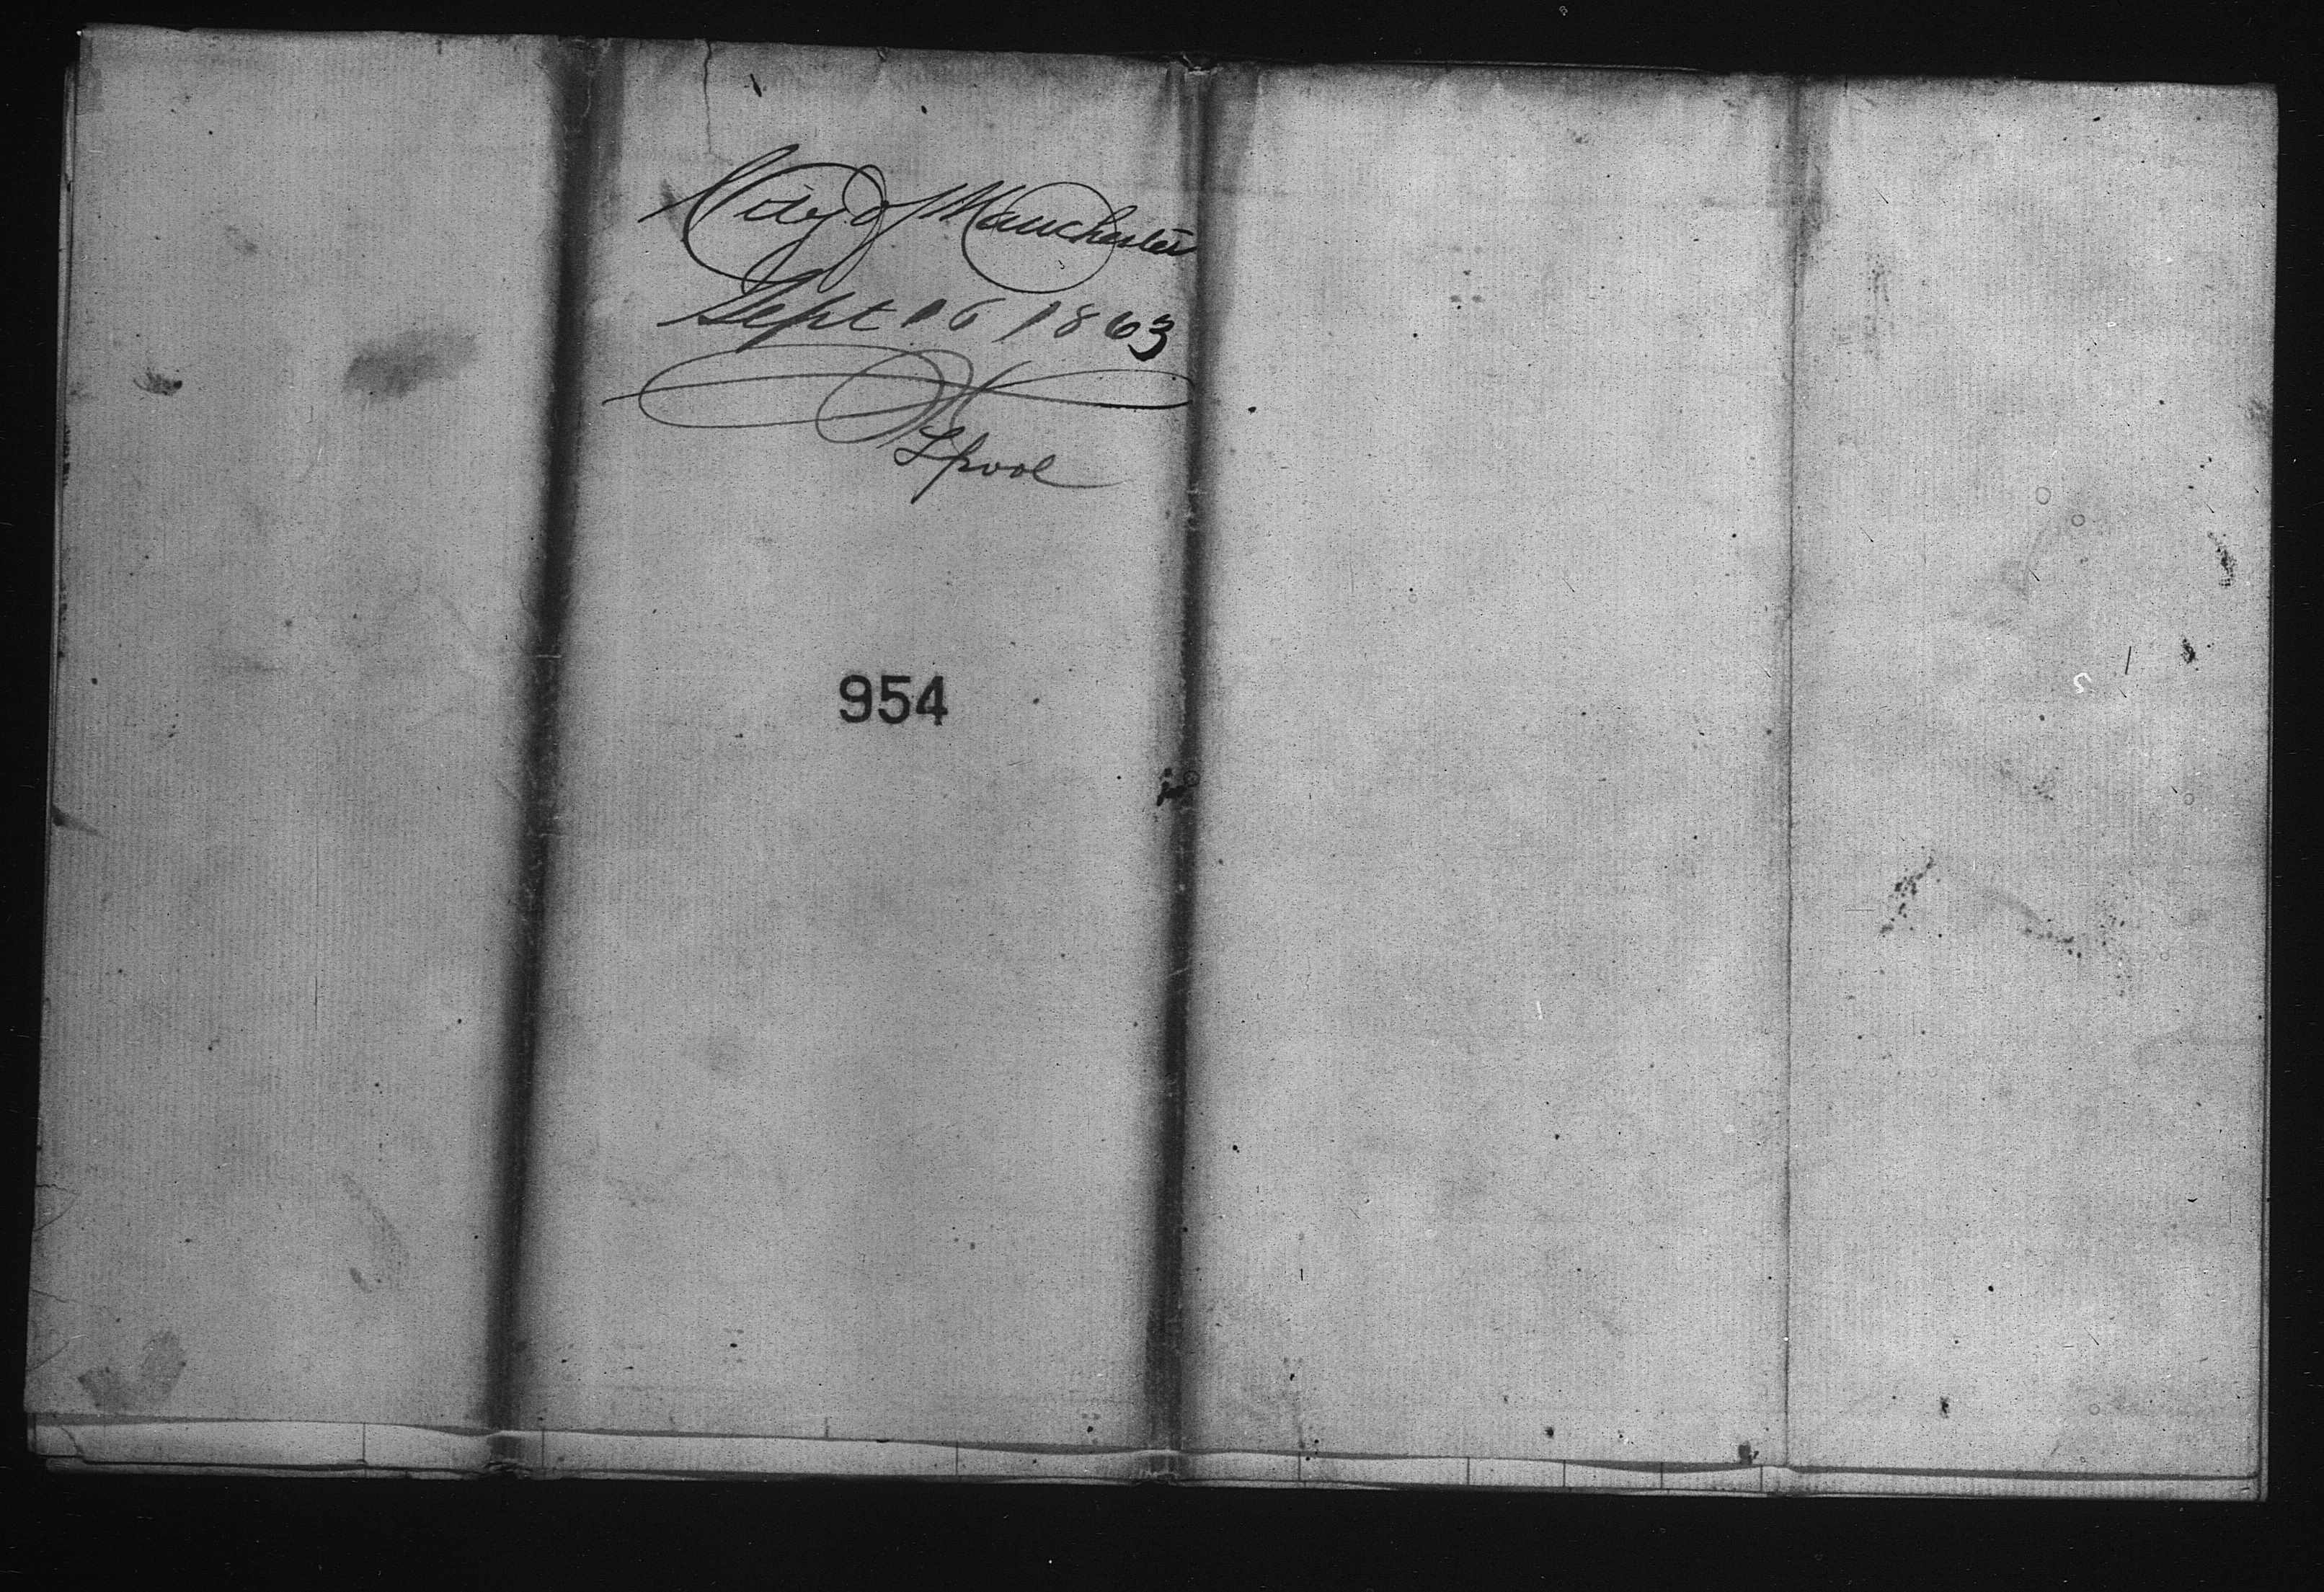 City of Manchester
Sept 16 1863
Lpool
954